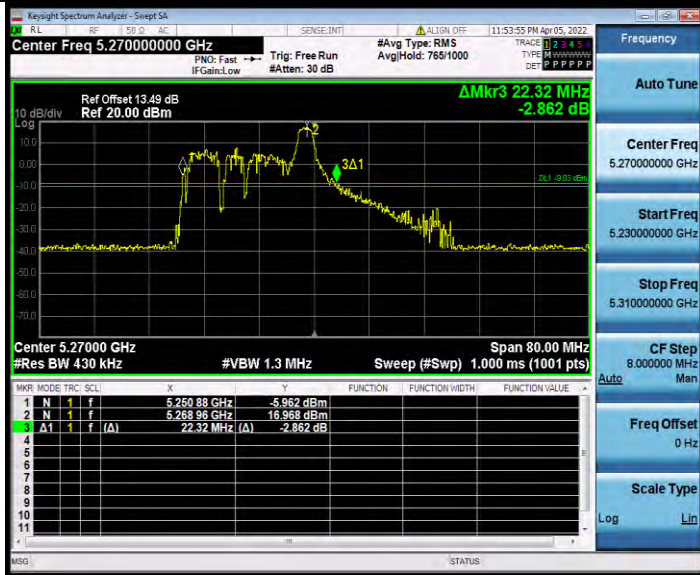 Keysight Spectrum Analyzer - Swept SA
RL RF 50 Ω AC SENSE:INT ALIGN OFF 11:53:55 PM Apr 05, 2022
Center Freq 5.270000000 GHz
PNO: Fast
IFGain:Low
Trig: Free Run
#Atten: 30 dB
#Avg Type: RMS
Avg|Hold: 765/1000
TRACE 1 2 3 4 5 6
TYPE M
DET P P P P P P
ΔMkr3 22.32 MHz
-2.862 dB
Ref Offset 13.49 dB
Ref 20.00 dBm
10 dB/div
Log
10.0
0.00
-10.0
-20.0
-30.0
-40.0
-50.0
-60.0
-70.0
2
3Δ1
DL1 -9.03 dBm
Center 5.27000 GHz Span 80.00 MHz
#Res BW 430 kHz #VBW 1.3 MHz Sweep (#Swp) 1.000 ms (1001 pts)
MKR MODE TRC SCL X Y FUNCTION FUNCTION WIDTH FUNCTION VALUE
1 N 1 f 5.250 88 GHz -5.962 dBm
2 N 1 f 5.268 96 GHz 16.968 dBm
3 Δ1 1 f (Δ) 22.32 MHz (Δ) -2.862 dB
4
5
6
7
8
9
10
11
MSG STATUS
Frequency
Auto Tune
Center Freq
5.270000000 GHz
Start Freq
5.230000000 GHz
Stop Freq
5.310000000 GHz
CF Step
8.000000 MHz
Auto Man
Freq Offset
0 Hz
Scale Type
Log Lin